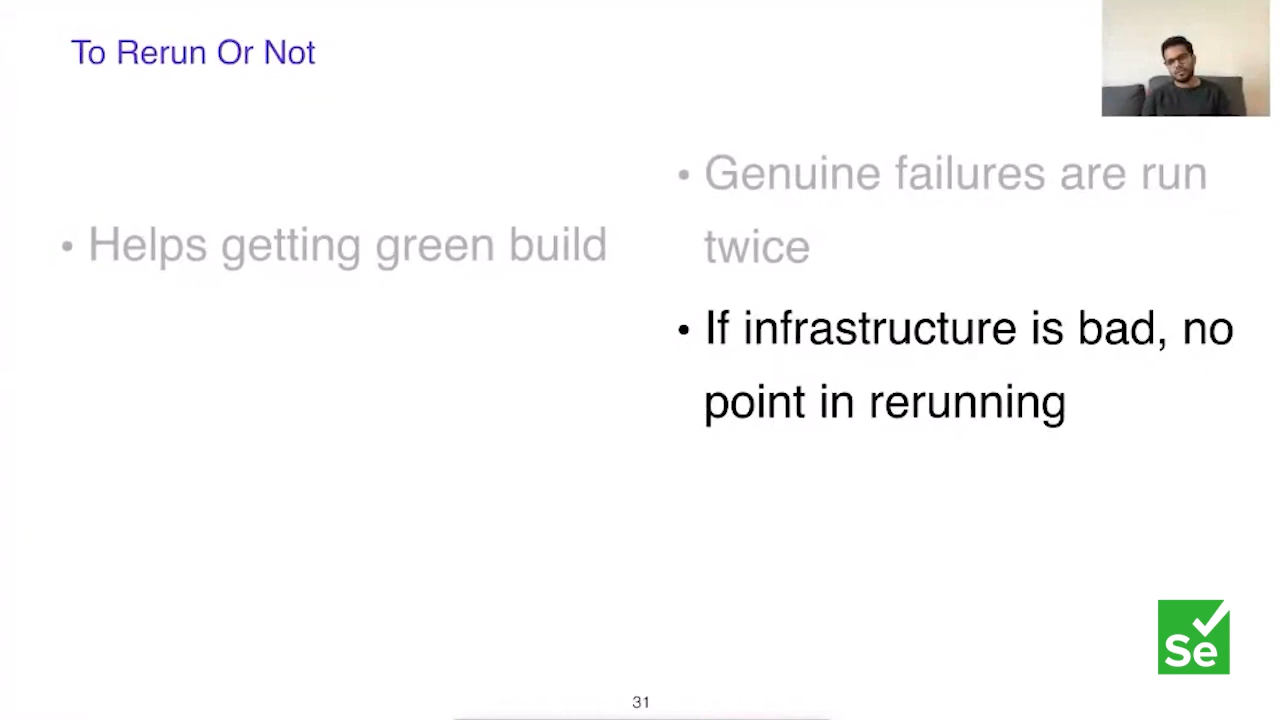 To Rerun Or Not
• Helps getting green build
• Genuine failures are run
twice
• If infrastructure is bad, no
point in rerunning
Se
31